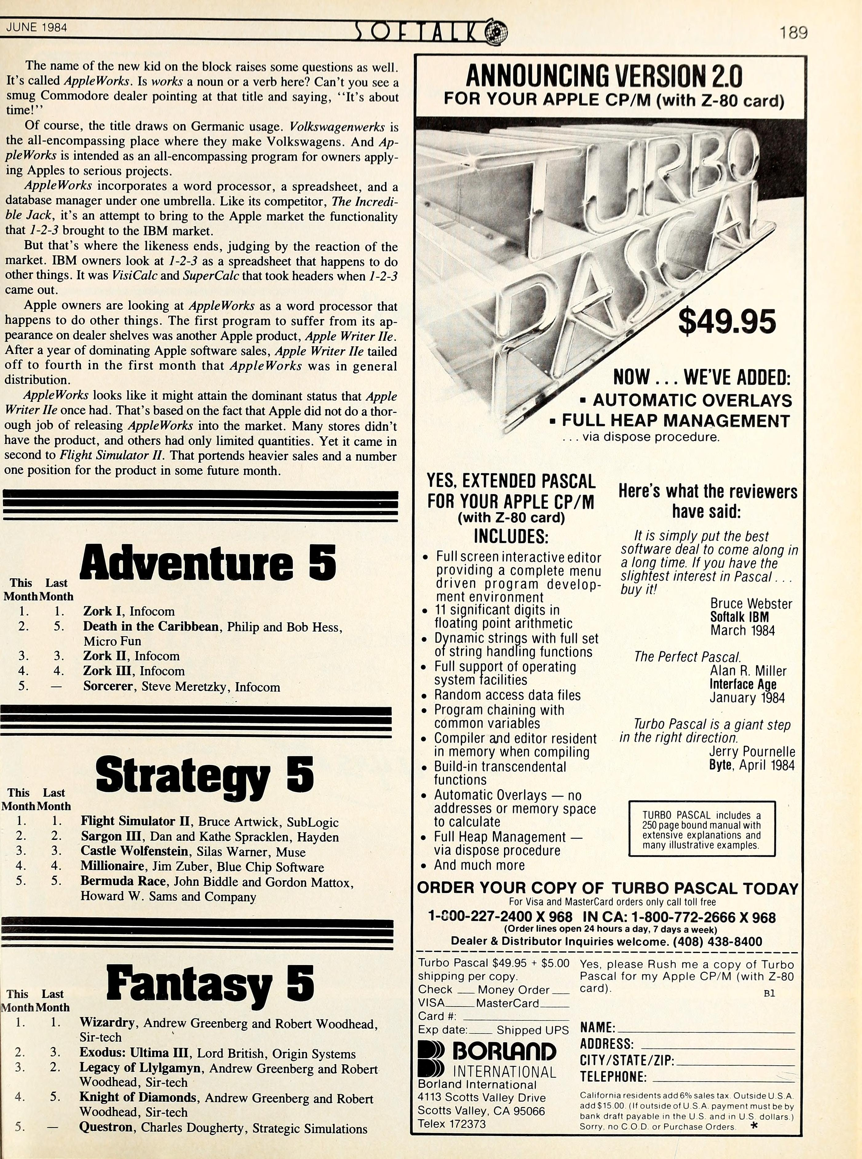 JUNE 1984
SOFTALK
189
The name of the new kid on the block raises some questions as well.
It's called AppleWorks. Is works a noun or a verb here? Can't you see a
smug Commodore dealer pointing at that title and saying, "It's about
time!"
Of course, the title draws on Germanic usage. Volkswagenwerks is
the all-encompassing place where they make Volkswagens. And Ap-
pleWorks is intended as an all-encompassing program for owners apply-
ing Apples to serious projects.
AppleWorks incorporates a word processor, a spreadsheet, and a
database manager under one umbrella. Like its competitor, The Incredi-
ble Jack, it's an attempt to bring to the Apple market the functionality
that 1-2-3 brought to the IBM market.
But that's where the likeness ends, judging by the reaction of the
market. IBM owners look at 1-2-3 as a spreadsheet that happens to do
other things. It was VisiCalc and SuperCalc that took headers when 1-2-3
came out.
Apple owners are looking at AppleWorks as a word processor that
happens to do other things. The first program to suffer from its ap-
pearance on dealer shelves was another Apple product, Apple Writer IIe.
After a year of dominating Apple software sales, Apple Writer IIe tailed
off to fourth in the first month that AppleWorks was in general
distribution.
AppleWorks looks like it might attain the dominant status that Apple
Writer IIe once had. That's based on the fact that Apple did not do a thor-
ough job of releasing AppleWorks into the market. Many stores didn't
have the product, and others had only limited quantities. Yet it came in
second to Flight Simulator II. That portends heavier sales and a number
one position for the product in some future month.
Adventure 5
This Last
Month Month
1. 1. Zork I, Infocom
2. 5. Death in the Caribbean, Philip and Bob Hess,
Micro Fun
3. 3. Zork II, Infocom
4. 4. Zork III, Infocom
5. — Sorcerer, Steve Meretzky, Infocom
Strategy 5
This Last
Month Month
1. 1. Flight Simulator II, Bruce Artwick, SubLogic
2. 2. Sargon III, Dan and Kathe Spracklen, Hayden
3. 3. Castle Wolfenstein, Silas Warner, Muse
4. 4. Millionaire, Jim Zuber, Blue Chip Software
5. 5. Bermuda Race, John Biddle and Gordon Mattox,
Howard W. Sams and Company
Fantasy 5
This Last
Month Month
1. 1. Wizardry, Andrew Greenberg and Robert Woodhead,
Sir-tech
2. 3. Exodus: Ultima III, Lord British, Origin Systems
3. 2. Legacy of Llylgamyn, Andrew Greenberg and Robert
Woodhead, Sir-tech
4. 5. Knight of Diamonds, Andrew Greenberg and Robert
Woodhead, Sir-tech
5. — Questron, Charles Dougherty, Strategic Simulations
ANNOUNCING VERSION 2.0
FOR YOUR APPLE CP/M (with Z-80 card)
TURBO
PASCAL
$49.95
NOW . . . WE'VE ADDED:
▪ AUTOMATIC OVERLAYS
▪ FULL HEAP MANAGEMENT
. . . via dispose procedure.
YES, EXTENDED PASCAL
FOR YOUR APPLE CP/M
(with Z-80 card)
INCLUDES:
• Full screen interactive editor
providing a complete menu
driven program develop-
ment environment
• 11 significant digits in
floating point arithmetic
• Dynamic strings with full set
of string handling functions
• Full support of operating
system facilities
• Random access data files
• Program chaining with
common variables
• Compiler and editor resident
in memory when compiling
• Build-in transcendental
functions
• Automatic Overlays — no
addresses or memory space
to calculate
• Full Heap Management —
via dispose procedure
• And much more
Here's what the reviewers
have said:
It is simply put the best
software deal to come along in
a long time. If you have the
slightest interest in Pascal . . .
buy it!
Bruce Webster
Softalk IBM
March 1984
The Perfect Pascal.
Alan R. Miller
Interface Age
January 1984
Turbo Pascal is a giant step
in the right direction.
Jerry Pournelle
Byte, April 1984
TURBO PASCAL includes a
250 page bound manual with
extensive explanations and
many illustrative examples.
ORDER YOUR COPY OF TURBO PASCAL TODAY
For Visa and MasterCard orders only call toll free
1-800-227-2400 X 968 IN CA: 1-800-772-2666 X 968
(Order lines open 24 hours a day, 7 days a week)
Dealer & Distributor Inquiries welcome. (408) 438-8400
Turbo Pascal $49.95 + $5.00
shipping per copy.
Check ___ Money Order ___
VISA____ MasterCard_____
Card #: ____________
Exp date:____ Shipped UPS
BORLAND
INTERNATIONAL
Borland International
4113 Scotts Valley Drive
Scotts Valley, CA 95066
Telex 172373
Yes, please Rush me a copy of Turbo
Pascal for my Apple CP/M (with Z-80
card).
B1
NAME:____________
ADDRESS: ____________
CITY/STATE/ZIP:____________
TELEPHONE: ____________
California residents add 6% sales tax. Outside U.S.A.
add $15.00. (If outside of U.S.A. payment must be by
bank draft payable in the U.S. and in U.S. dollars.)
Sorry, no C.O.D. or Purchase Orders. *